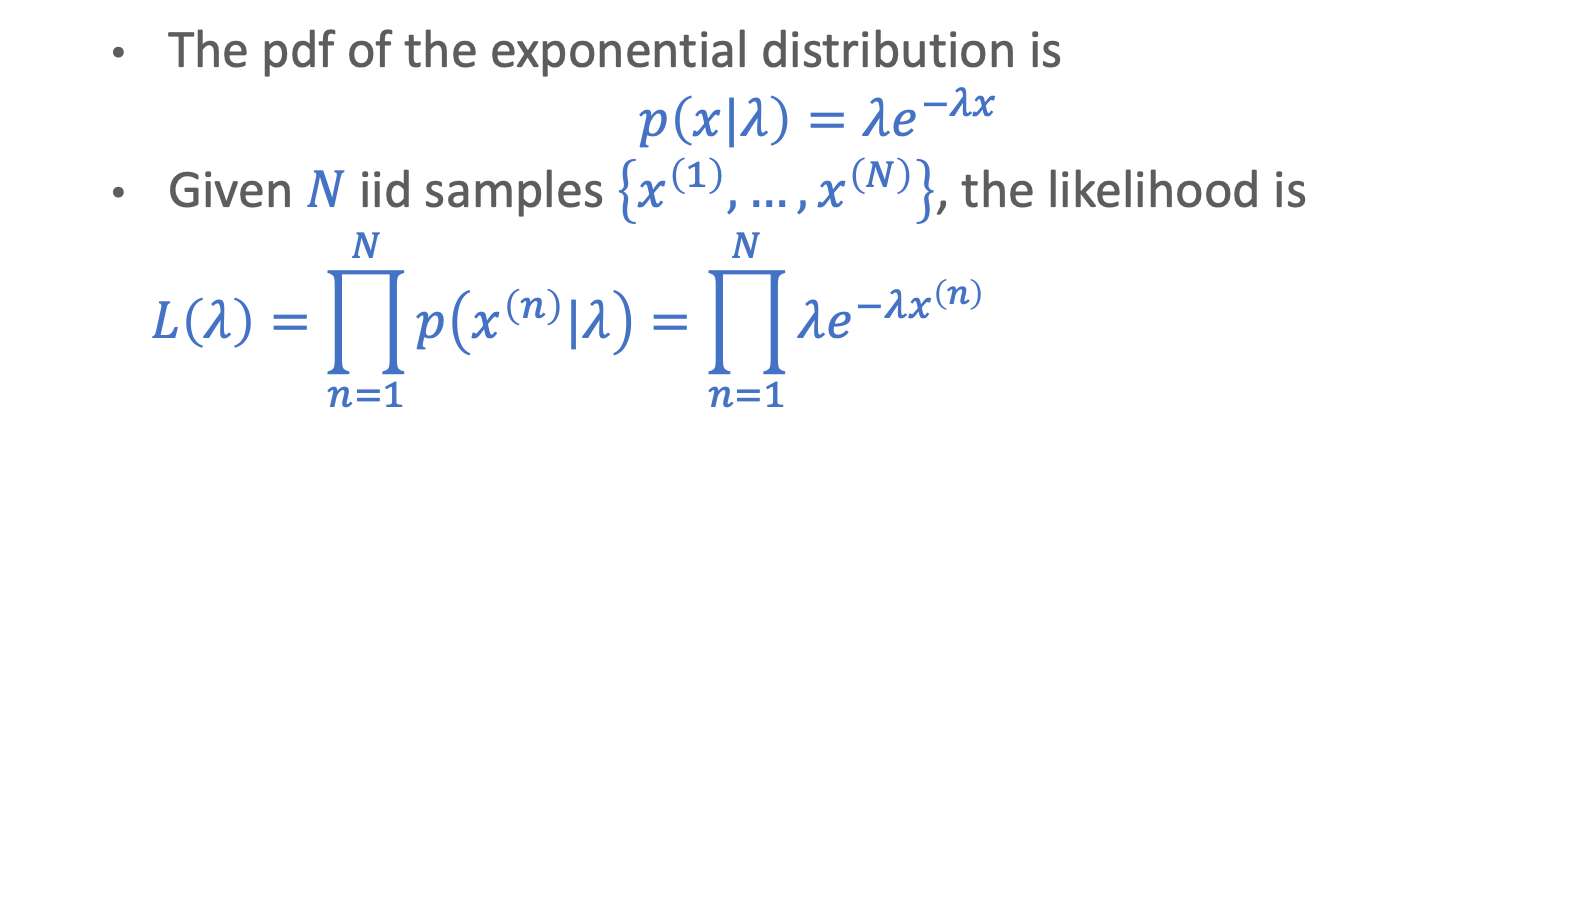 • The pdf of the exponential distribution is
p(x|λ) = λe^{−λx}
• Given N iid samples {x^{(1)}, … , x^{(N)}}, the likelihood is
L(λ) = ∏_{n=1}^{N} p(x^{(n)}|λ) = ∏_{n=1}^{N} λe^{−λx^{(n)}}